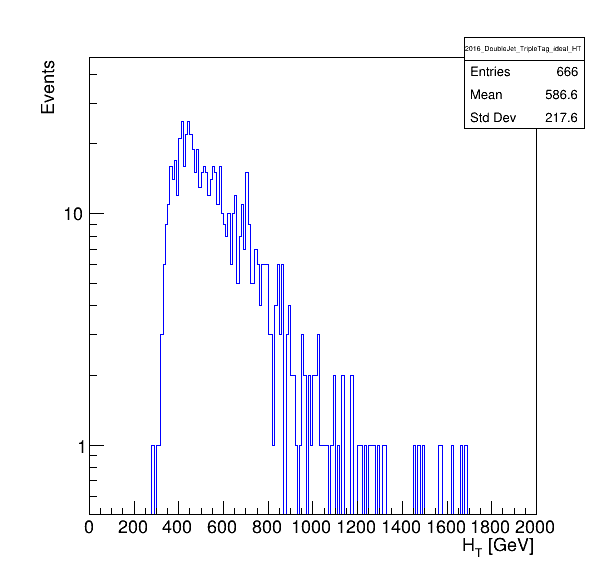 2016_DoubleJet_TripleTag_ideal_HT
Entries 666
Mean 586.6
Std Dev 217.6
Events
10
1
0 200 400 600 800 1000 1200 1400 1600 1800 2000
H_T [GeV]